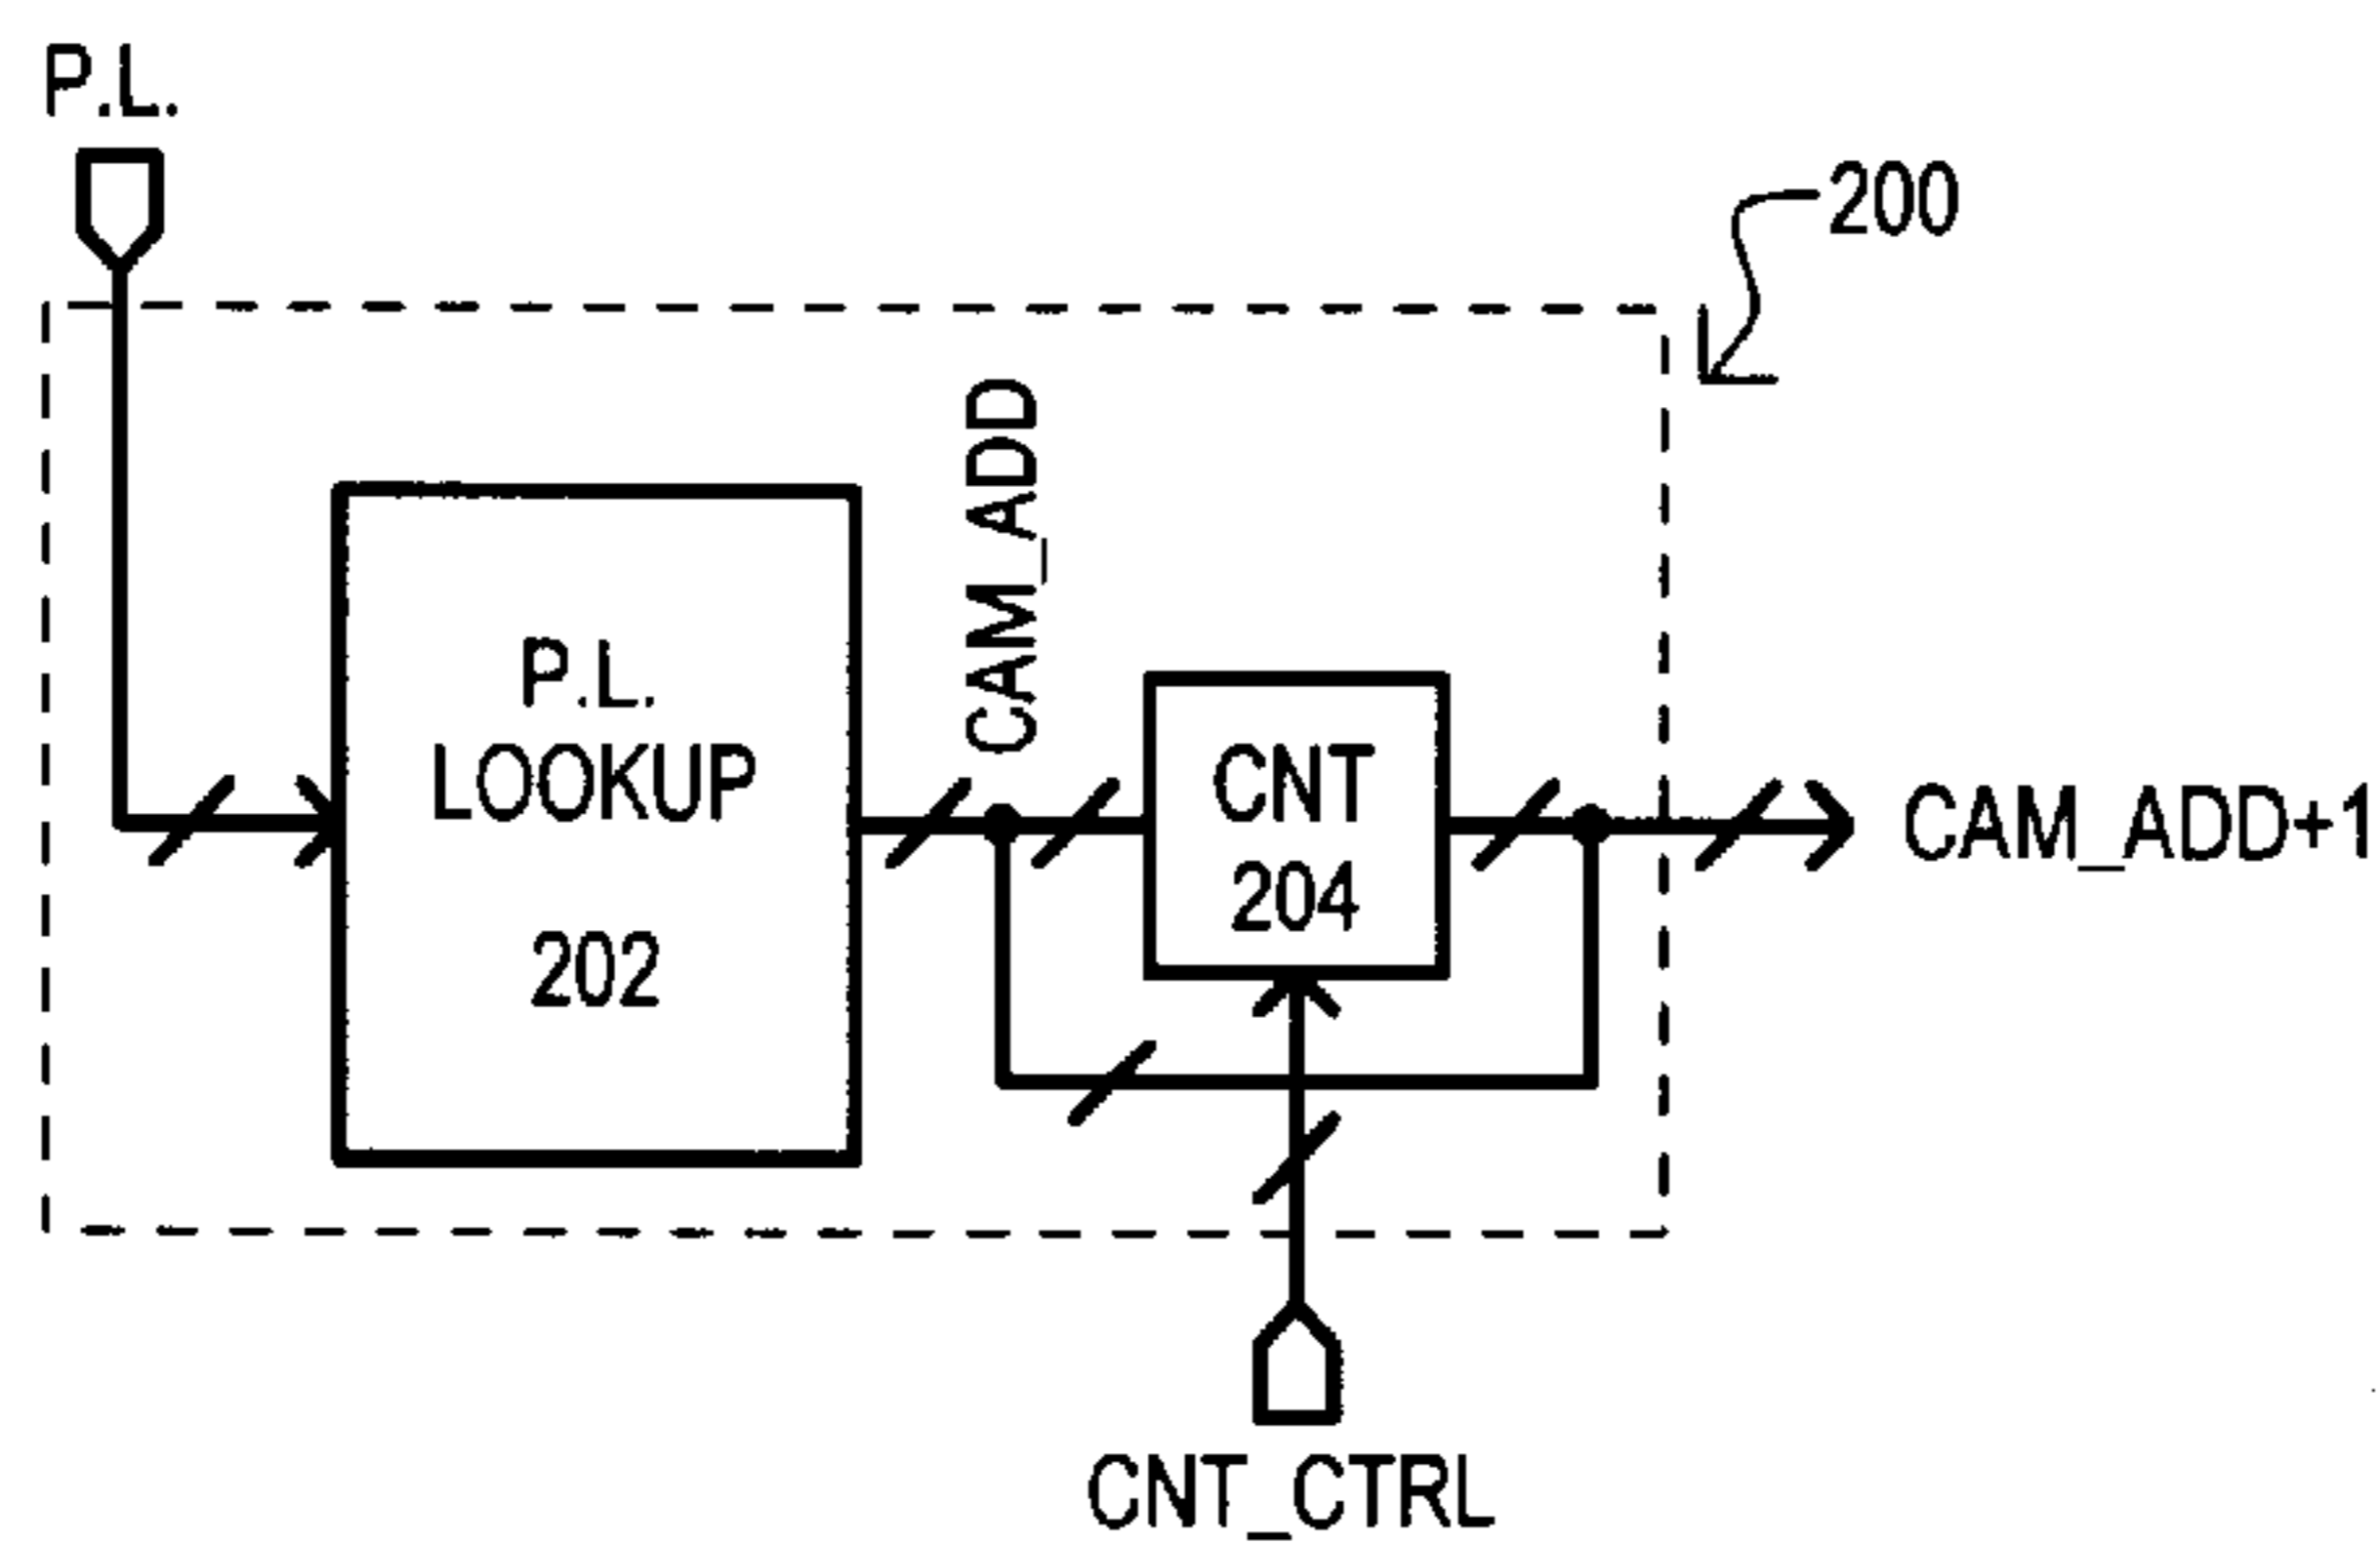 P.L.
200
CAM_ADD
P.L.
LOOKUP
202
CNT
204
CAM_ADD+1
CNT_CTRL